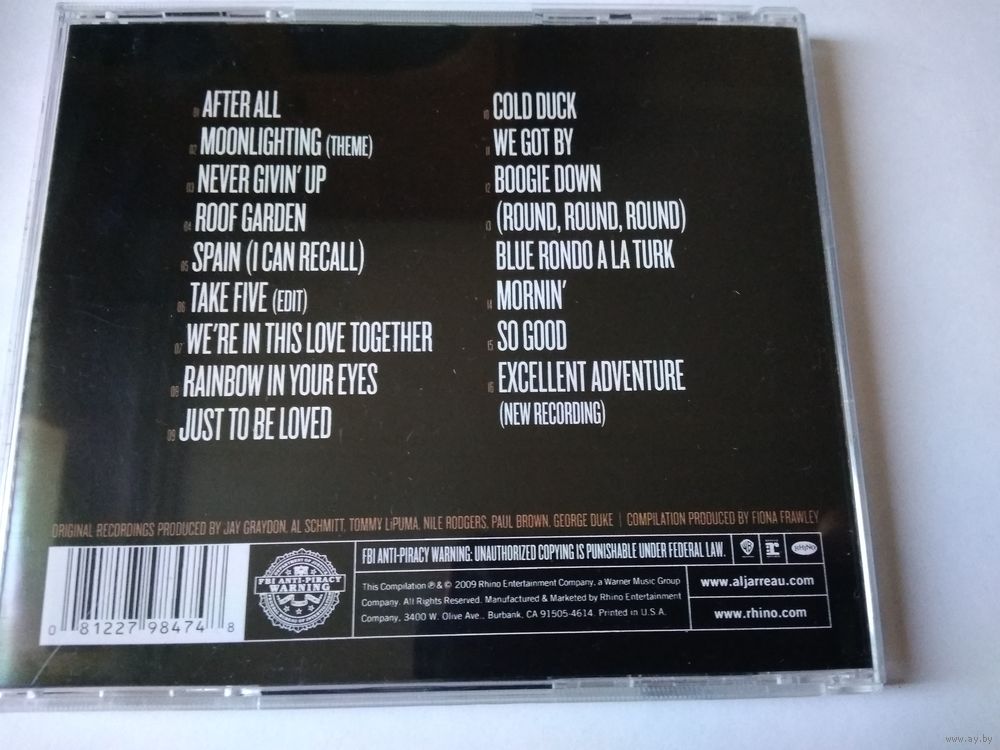 01 AFTER ALL
02 MOONLIGHTING (THEME)
03 NEVER GIVIN' UP
04 ROOF GARDEN
05 SPAIN (I CAN RECALL)
06 TAKE FIVE (EDIT)
07 WE'RE IN THIS LOVE TOGETHER
08 RAINBOW IN YOUR EYES
09 JUST TO BE LOVED
10 COLD DUCK
11 WE GOT BY
12 BOOGIE DOWN
13 (ROUND, ROUND, ROUND)
BLUE RONDO A LA TURK
14 MORNIN'
15 SO GOOD
16 EXCELLENT ADVENTURE
(NEW RECORDING)
ORIGINAL RECORDINGS PRODUCED BY JAY GRAYDON, AL SCHMITT, TOMMY LiPUMA, NILE RODGERS, PAUL BROWN, GEORGE DUKE | COMPILATION PRODUCED BY FIONA FRAWLEY
0 81227 98474 8
FBI ANTI-PIRACY
WARNING
FBI ANTI-PIRACY WARNING: UNAUTHORIZED COPYING IS PUNISHABLE UNDER FEDERAL LAW.
RHINO
This Compilation ℗ & © 2009 Rhino Entertainment Company, a Warner Music Group
Company. All Rights Reserved. Manufactured & Marketed by Rhino Entertainment
Company, 3400 W. Olive Ave., Burbank, CA 91505-4614. Printed in U.S.A.
www.aljarreau.com
www.rhino.com
www.ay.by